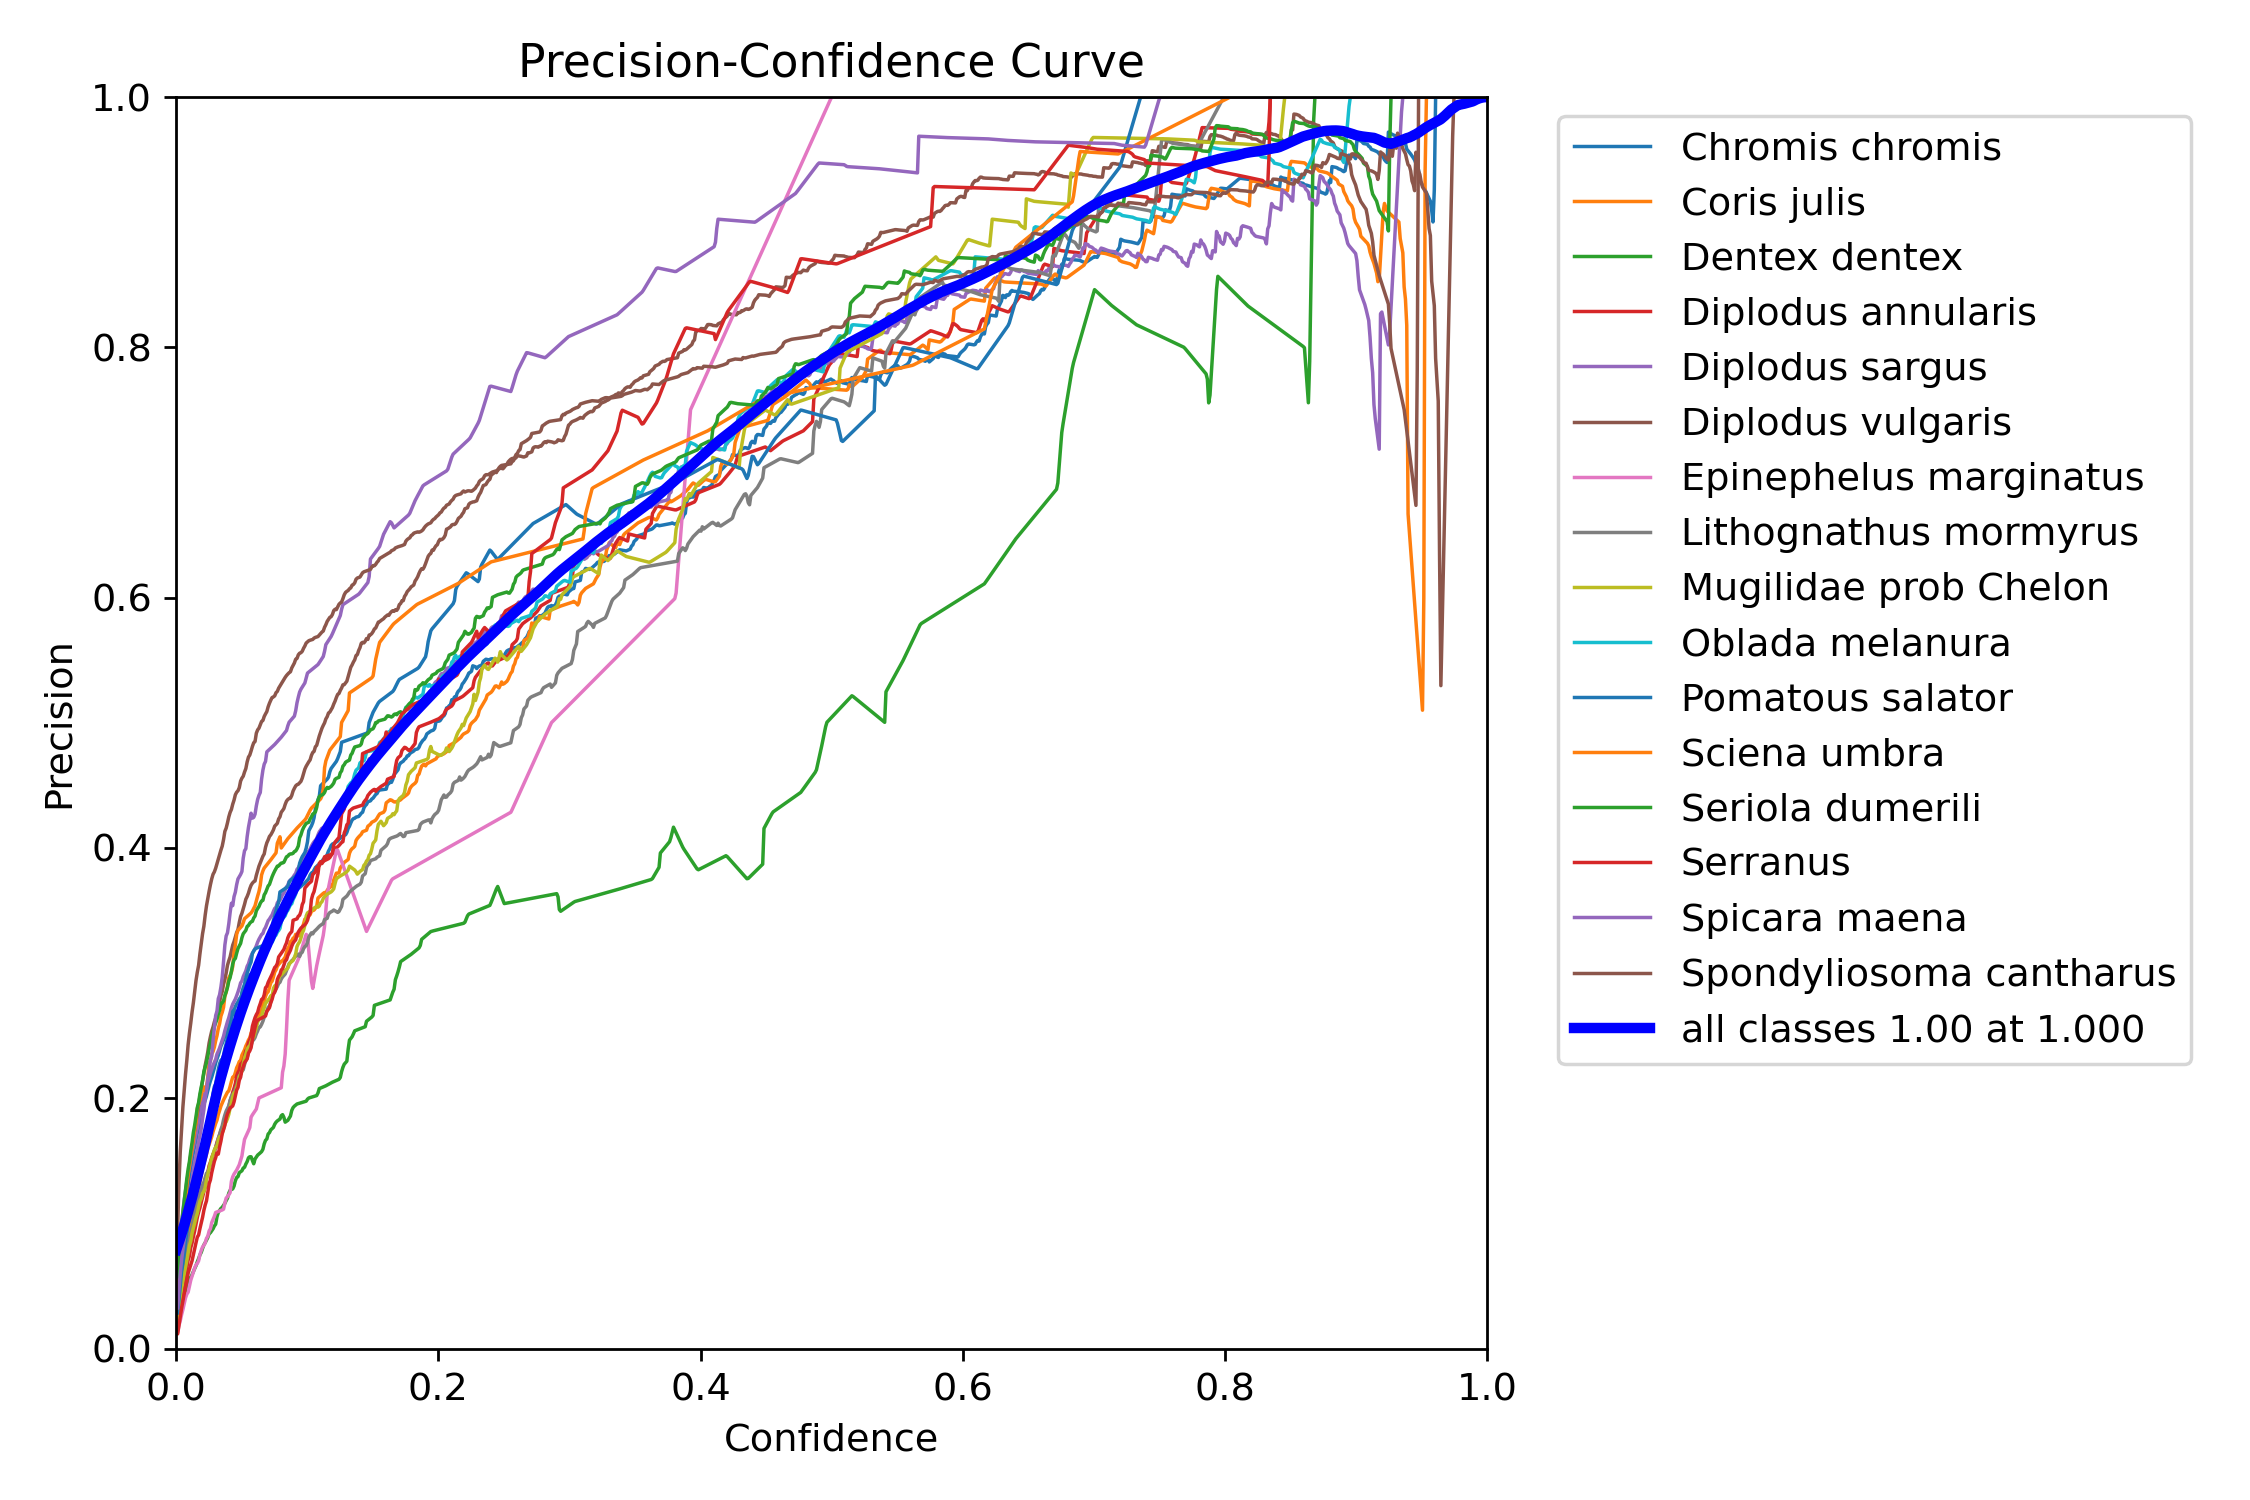 Precision-Confidence Curve
1.0
0.8
0.6
0.4
0.2
0.0
Precision
0.0 0.2 0.4 0.6 0.8 1.0
Confidence
Chromis chromis
Coris julis
Dentex dentex
Diplodus annularis
Diplodus sargus
Diplodus vulgaris
Epinephelus marginatus
Lithognathus mormyrus
Mugilidae prob Chelon
Oblada melanura
Pomatous salator
Sciena umbra
Seriola dumerili
Serranus
Spicara maena
Spondyliosoma cantharus
all classes 1.00 at 1.000